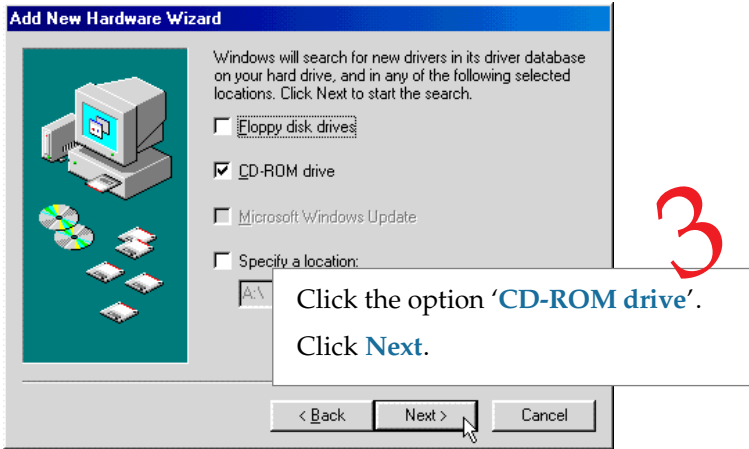 Add New Hardware Wizard
Windows will search for new drivers in its driver database
on your hard drive, and in any of the following selected
locations. Click Next to start the search.
Floppy disk drives
CD-ROM drive
Microsoft Windows Update
Specify a location:
A:\
3
Click the option ‘CD-ROM drive’.
Click Next.
< Back
Next >
Cancel